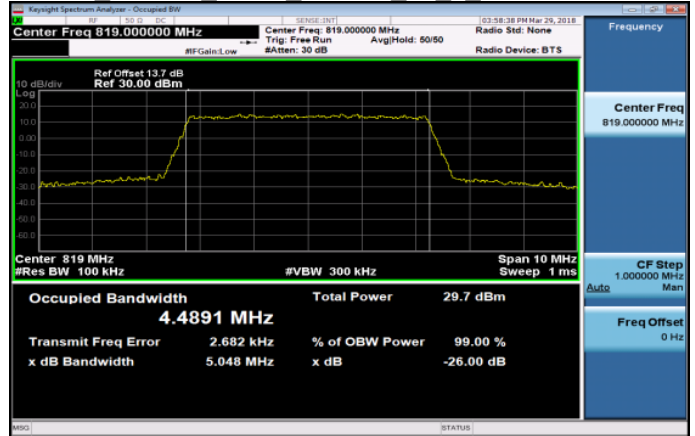 Keysight Spectrum Analyzer - Occupied BW
RF 50 Ω DC SENSE:INT 03:58:38 PM Mar 29, 2018
Center Freq 819.000000 MHz
Center Freq: 819.000000 MHz Radio Std: None
Trig: Free Run Avg|Hold: 50/50
#IFGain:Low #Atten: 30 dB Radio Device: BTS
Ref Offset 13.7 dB
10 dB/div Ref 30.00 dBm
Log
20.0
10.0
0.00
-10.0
-20.0
-30.0
-40.0
-50.0
-60.0
Center 819 MHz Span 10 MHz
#Res BW 100 kHz #VBW 300 kHz Sweep 1 ms
Occupied Bandwidth Total Power 29.7 dBm
4.4891 MHz
Transmit Freq Error 2.682 kHz % of OBW Power 99.00 %
x dB Bandwidth 5.048 MHz x dB -26.00 dB
MSG STATUS
Frequency
Center Freq
819.000000 MHz
CF Step
1.000000 MHz
Auto Man
Freq Offset
0 Hz